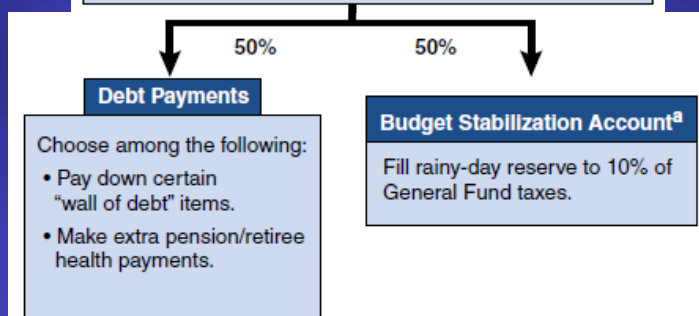 50%
50%
Debt Payments
Choose among the following:
• Pay down certain
“wall of debt” items.
• Make extra pension/retiree
health payments.
Budget Stabilization Accountᵃ
Fill rainy-day reserve to 10% of
General Fund taxes.